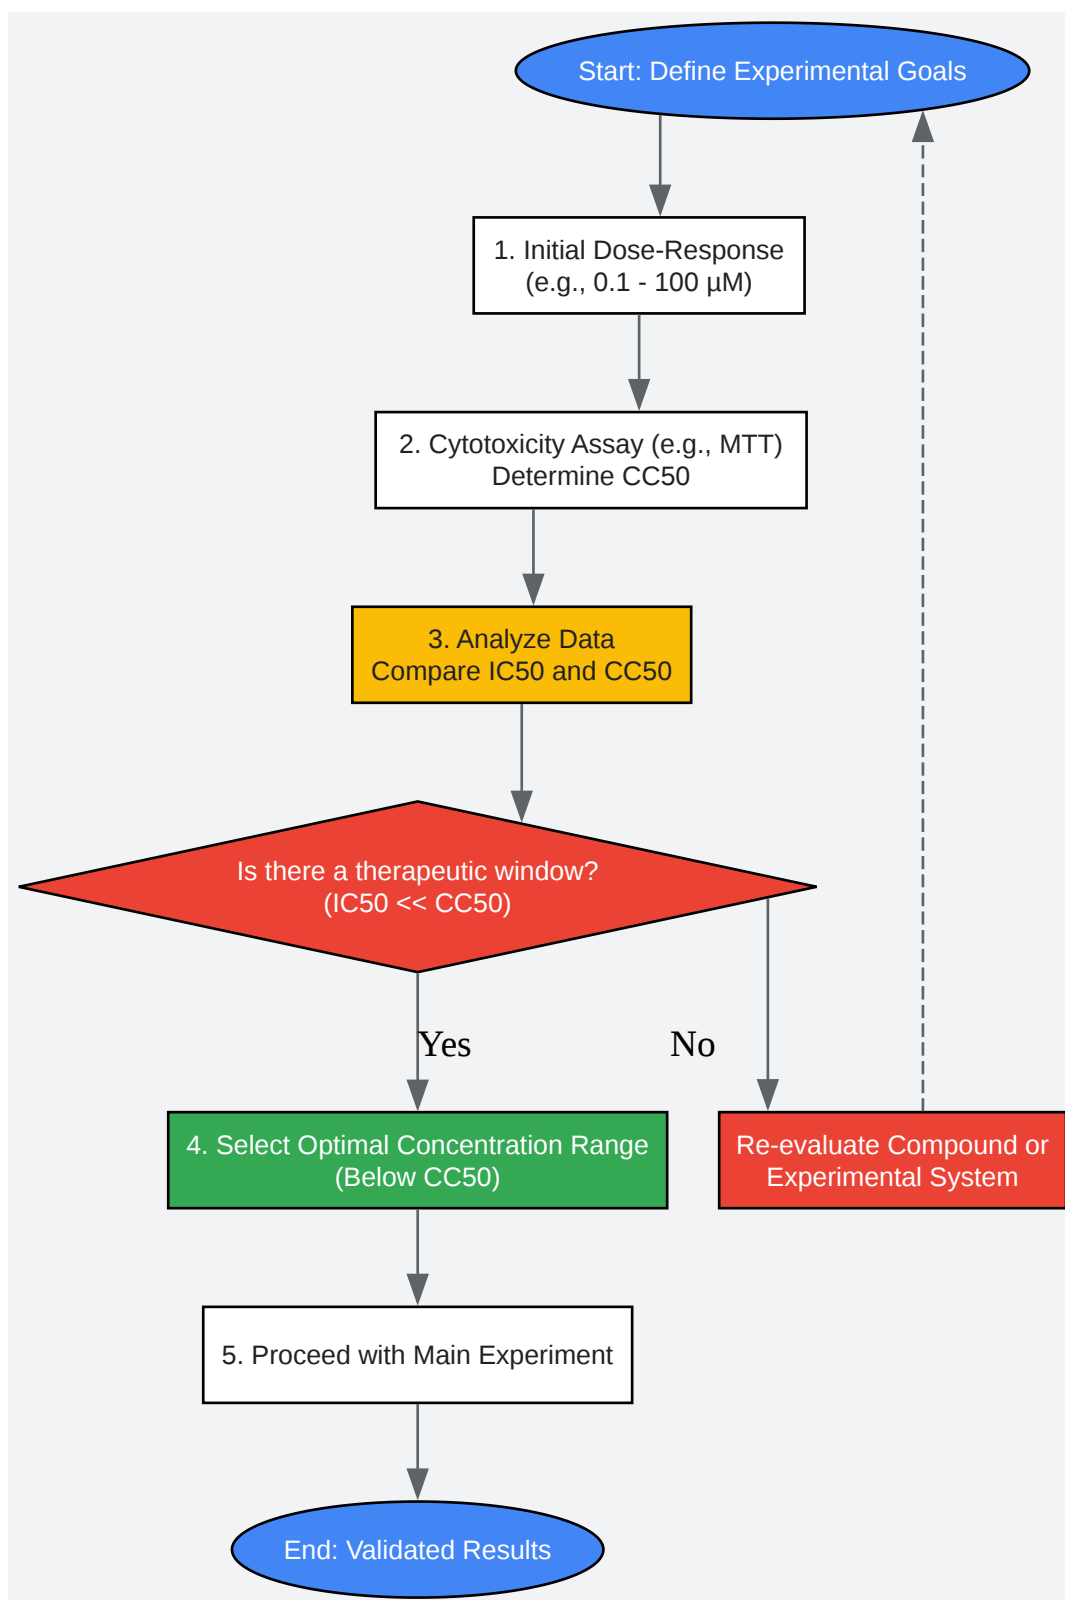 Start: Define Experimental Goals
1. Initial Dose-Response
(e.g., 0.1 - 100 µM)
2. Cytotoxicity Assay (e.g., MTT)
Determine CC50
3. Analyze Data
Compare IC50 and CC50
Is there a therapeutic window?
(IC50 << CC50)
Yes
No
4. Select Optimal Concentration Range
(Below CC50)
Re-evaluate Compound or
Experimental System
5. Proceed with Main Experiment
End: Validated Results